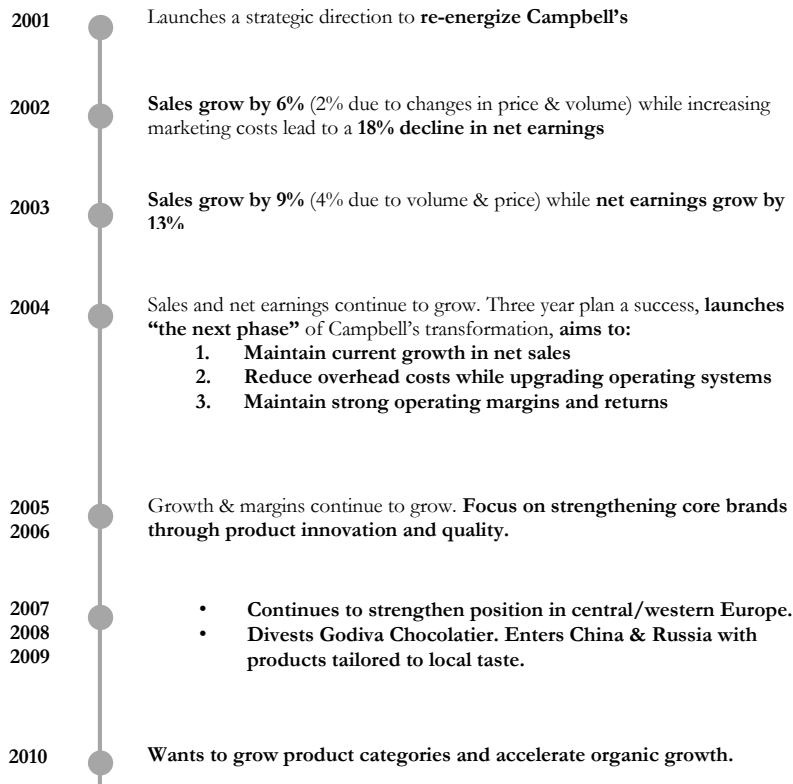 2001
Launches a strategic direction to re-energize Campbell’s
2002
Sales grow by 6% (2% due to changes in price & volume) while increasing
marketing costs lead to a 18% decline in net earnings
2003
Sales grow by 9% (4% due to volume & price) while net earnings grow by
13%
2004
Sales and net earnings continue to grow. Three year plan a success, launches
“the next phase” of Campbell’s transformation, aims to:
1. Maintain current growth in net sales
2. Reduce overhead costs while upgrading operating systems
3. Maintain strong operating margins and returns
2005
2006
Growth & margins continue to grow. Focus on strengthening core brands
through product innovation and quality.
2007
2008
2009
• Continues to strengthen position in central/western Europe.
• Divests Godiva Chocolatier. Enters China & Russia with
products tailored to local taste.
2010
Wants to grow product categories and accelerate organic growth.